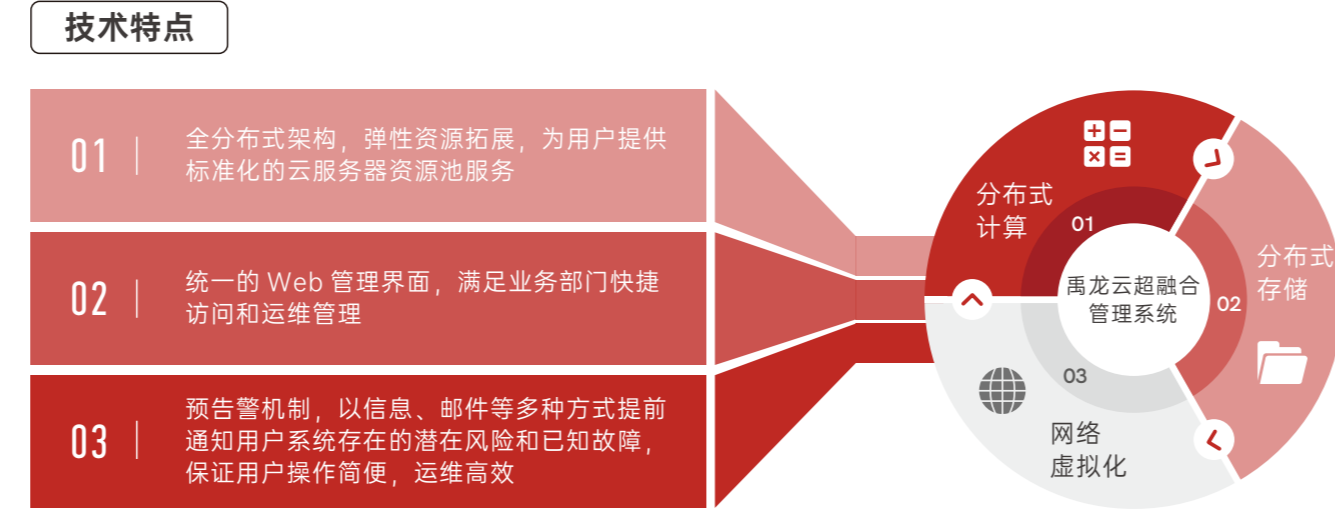 技术特点
01
全分布式架构，弹性资源拓展，为用户提供
标准化的云服务器资源池服务
02
统一的 Web 管理界面，满足业务部门快捷
访问和运维管理
03
预告警机制，以信息、邮件等多种方式提前
通知用户系统存在的潜在风险和已知故障，
保证用户操作简便，运维高效
分布式
计算
01
禹龙云超融合
管理系统
分布式
存储
02
03
网络
虚拟化